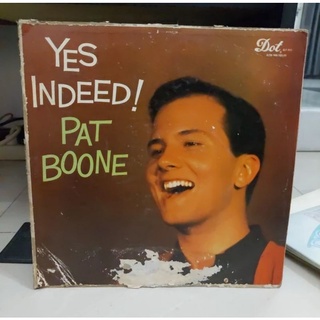 YES
INDEED!
PAT
BOONE
Dot